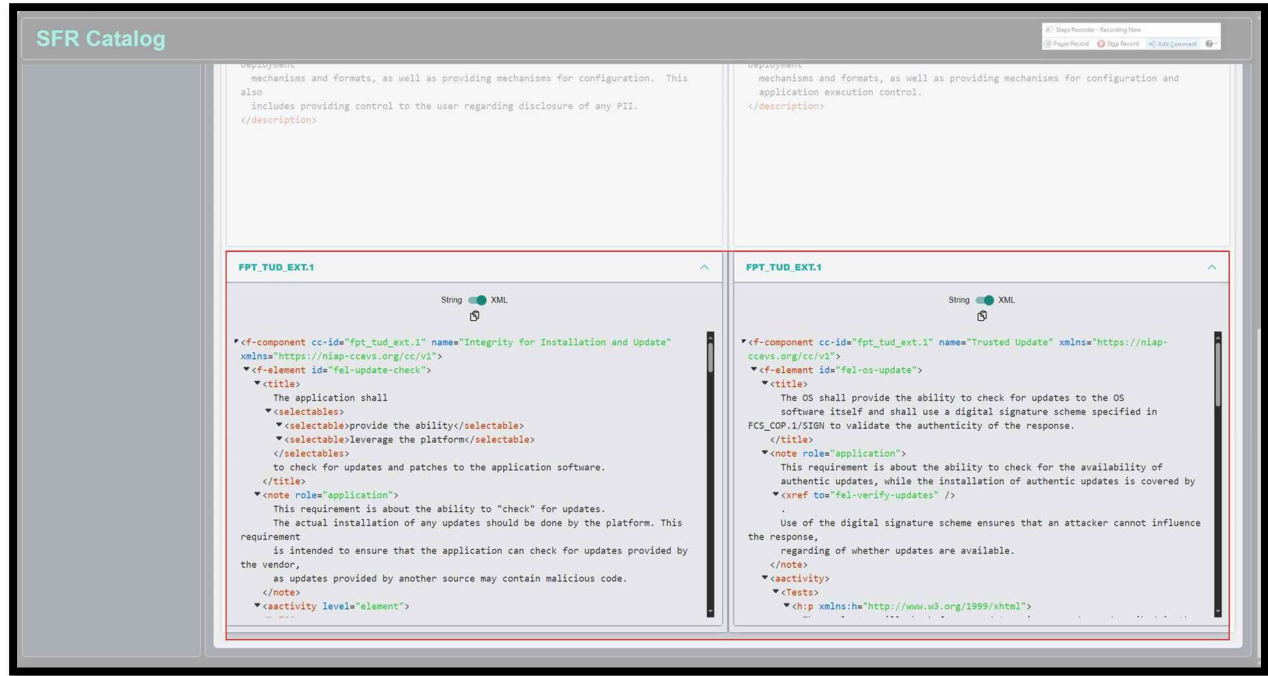 SFR Catalog
Steps Recorder - Recording Now
Pause Record Stop Record Add Comment
deployment
mechanisms and formats, as well as providing mechanisms for configuration. This
also
includes providing control to the user regarding disclosure of any PII.
</description>
deployment
mechanisms and formats, as well as providing mechanisms for configuration and
application execution control.
</description>
FPT_TUD_EXT.1
String XML
<f-component cc-id="fpt_tud_ext.1" name="Integrity for Installation and Update"
xmlns="https://niap-ccevs.org/cc/v1">
<f-element id="fel-update-check">
<title>
The application shall
<selectables>
<selectable>provide the ability</selectable>
<selectable>leverage the platform</selectable>
</selectables>
to check for updates and patches to the application software.
</title>
<note role="application">
This requirement is about the ability to "check" for updates.
The actual installation of any updates should be done by the platform. This
requirement
is intended to ensure that the application can check for updates provided by
the vendor,
as updates provided by another source may contain malicious code.
</note>
<aactivity level="element">
FPT_TUD_EXT.1
String XML
<f-component cc-id="fpt_tud_ext.1" name="Trusted Update" xmlns="https://niap-
ccevs.org/cc/v1">
<f-element id="fel-os-update">
<title>
The OS shall provide the ability to check for updates to the OS
software itself and shall use a digital signature scheme specified in
FCS_COP.1/SIGN to validate the authenticity of the response.
</title>
<note role="application">
This requirement is about the ability to check for the availability of
authentic updates, while the installation of authentic updates is covered by
<xref to="fel-verify-updates" />
.
Use of the digital signature scheme ensures that an attacker cannot influence
the response,
regarding of whether updates are available.
</note>
<aactivity>
<Tests>
<h:p xmlns:h="http://www.w3.org/1999/xhtml">